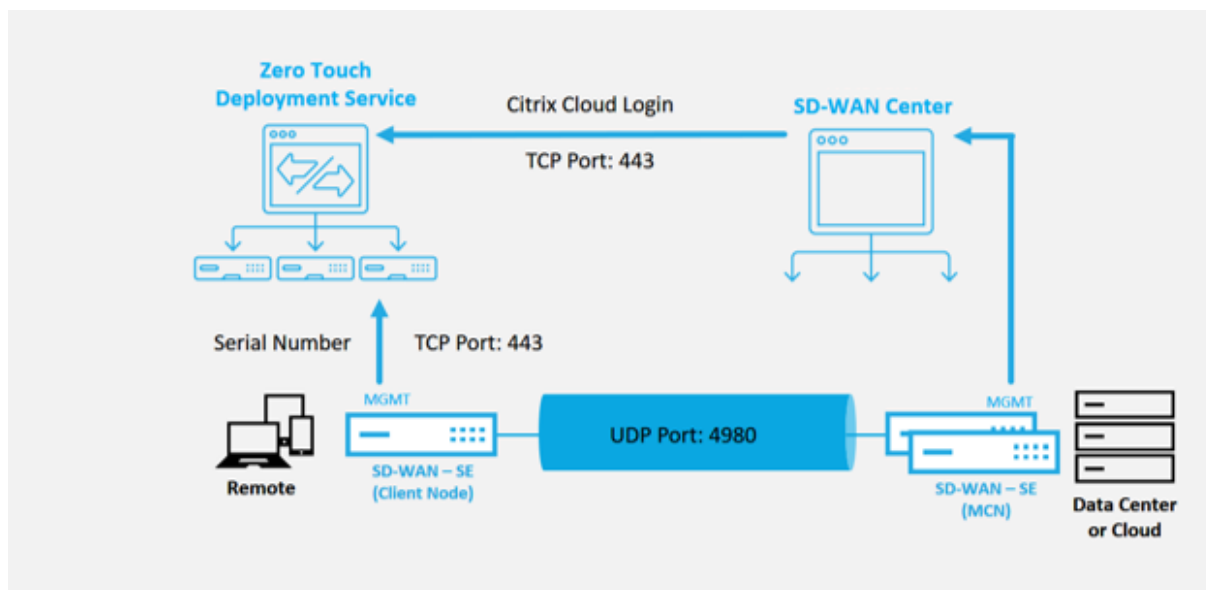 Zero Touch
Deployment Service
Citrix Cloud Login
SD-WAN Center
TCP Port: 443
Serial Number
TCP Port: 443
MGMT
MGMT
UDP Port: 4980
SD-WAN – SE
(Client Node)
Remote
SD-WAN – SE
(MCN)
Data Center
or Cloud